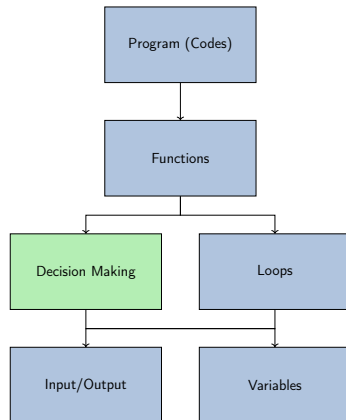 Program (Codes)
Functions
Decision Making
Loops
Input/Output
Variables